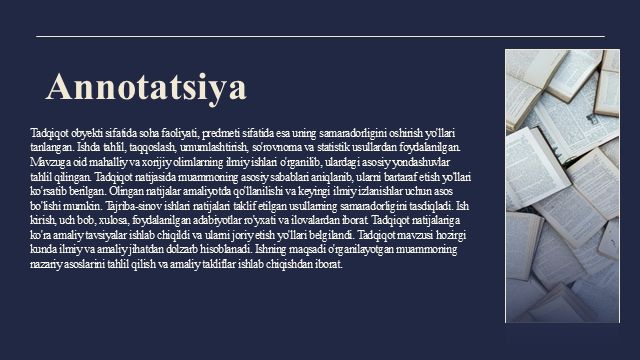 Annotatsiya
Tadqiqot obyekti sifatida soha faoliyati, predmeti sifatida esa uning samaradorligini oshirish yo'llari
tanlangan. Ishda tahlil, taqqoslash, umumlashtirish, so'rovnoma va statistik usullardan foydalanilgan.
Mavzuga oid mahalliy va xorijiy olimlarning ilmiy ishlari o'rganilib, ulardagi asosiy yondashuvlar
tahlil qilingan. Tadqiqot natijasida muammoning asosiy sabablari aniqlanib, ularni bartaraf etish yo'llari
ko'rsatib berilgan. Olingan natijalar amaliyotda qo'llanilishi va keyingi ilmiy izlanishlar uchun asos
bo'lishi mumkin. Tajriba-sinov ishlari natijalari taklif etilgan usullarning samaradorligini tasdiqladi. Ish
kirish, uch bob, xulosa, foydalanilgan adabiyotlar ro'yxati va ilovalardan iborat. Tadqiqot natijalariga
ko'ra amaliy tavsiyalar ishlab chiqildi va ularni joriy etish yo'llari belgilandi. Tadqiqot mavzusi hozirgi
kunda ilmiy va amaliy jihatdan dolzarb hisoblanadi. Ishning maqsadi o'rganilayotgan muammoning
nazariy asoslarini tahlil qilish va amaliy takliflar ishlab chiqishdan iborat.